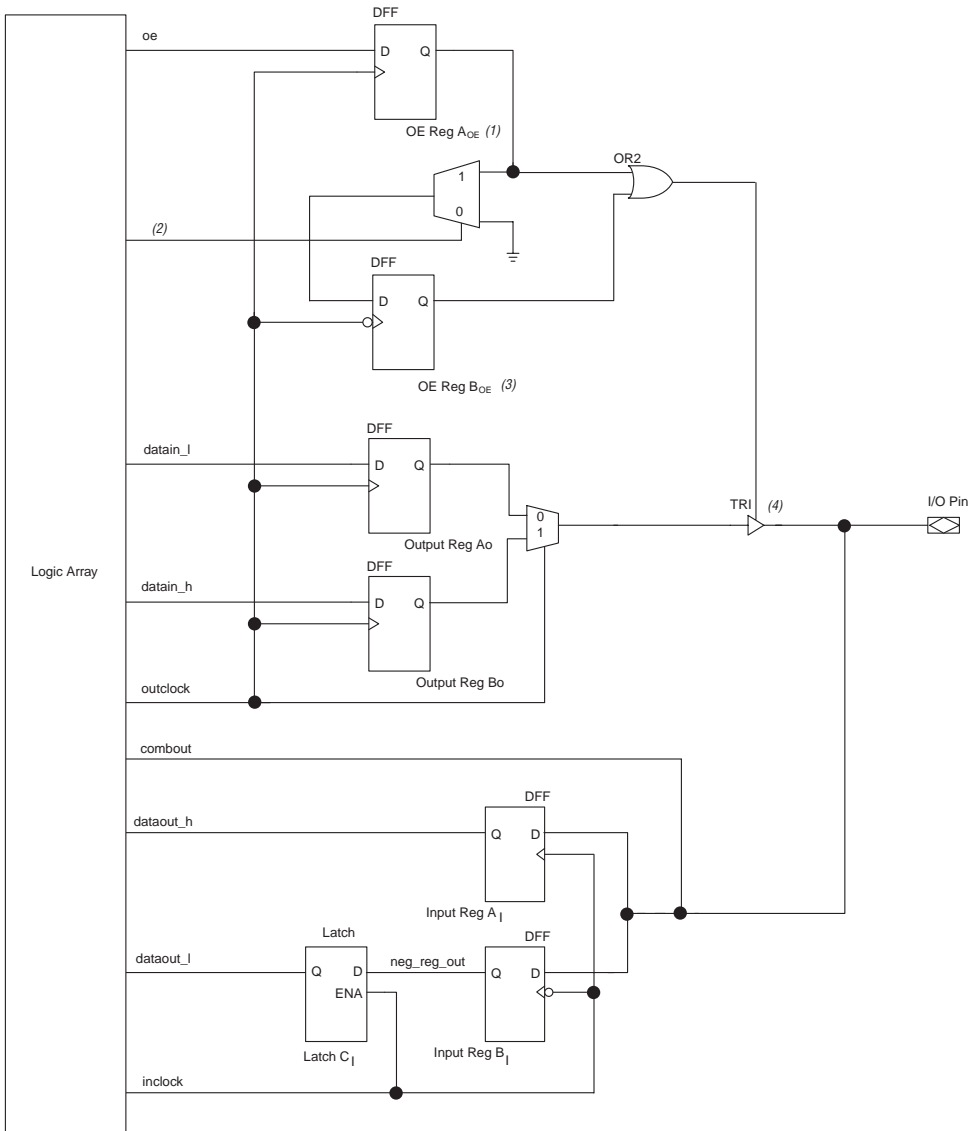 DFF
oe
D Q
OE Reg AOE (1)
OR2
1
0
(2)
DFF
D Q
OE Reg BOE (3)
DFF
datain_l
D Q
TRI (4)
I/O Pin
0
1
Output Reg Ao
DFF
Logic Array
datain_h
D Q
Output Reg Bo
outclock
combout
DFF
dataout_h
Q D
Input Reg AI
Latch
DFF
dataout_l
Q D
neg_reg_out
Q D
ENA
Latch CI
Input Reg BI
inclock